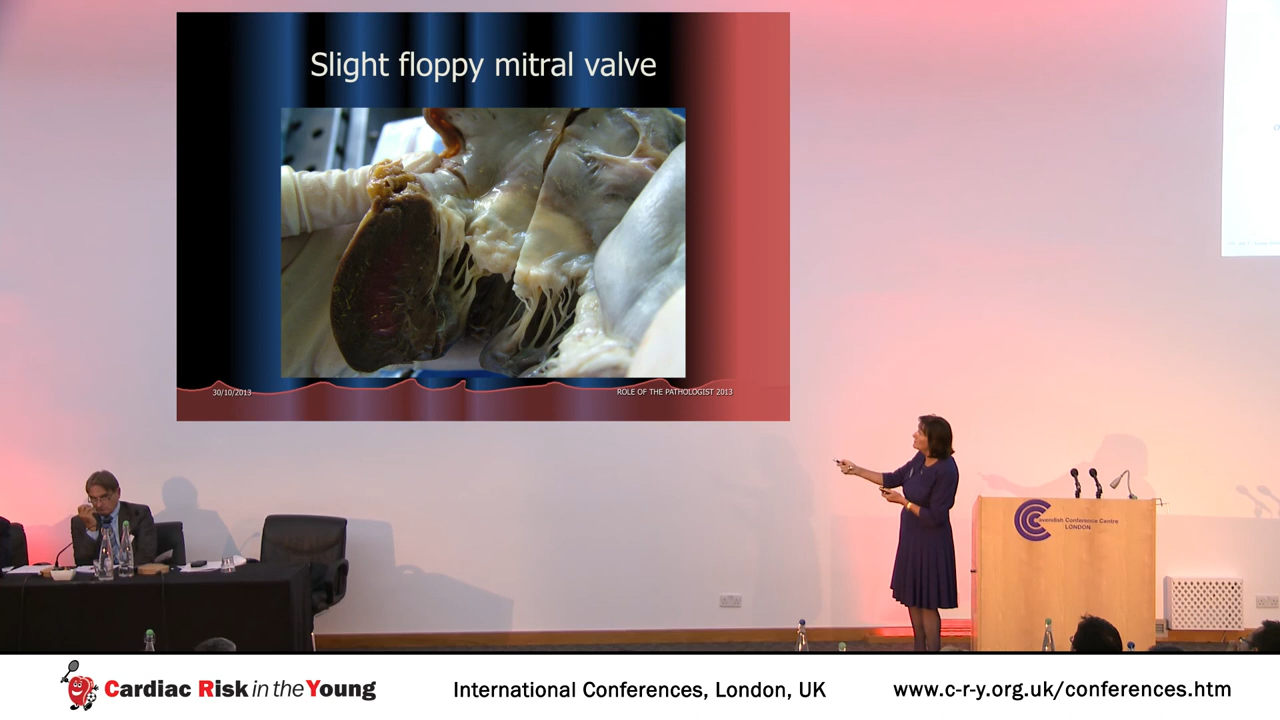 Slight floppy mitral valve
30/10/2013
ROLE OF THE PATHOLOGIST 2013
Cavendish Conference Centre
LONDON
Cardiac Risk in the Young
International Conferences, London, UK
www.c-r-y.org.uk/conferences.htm